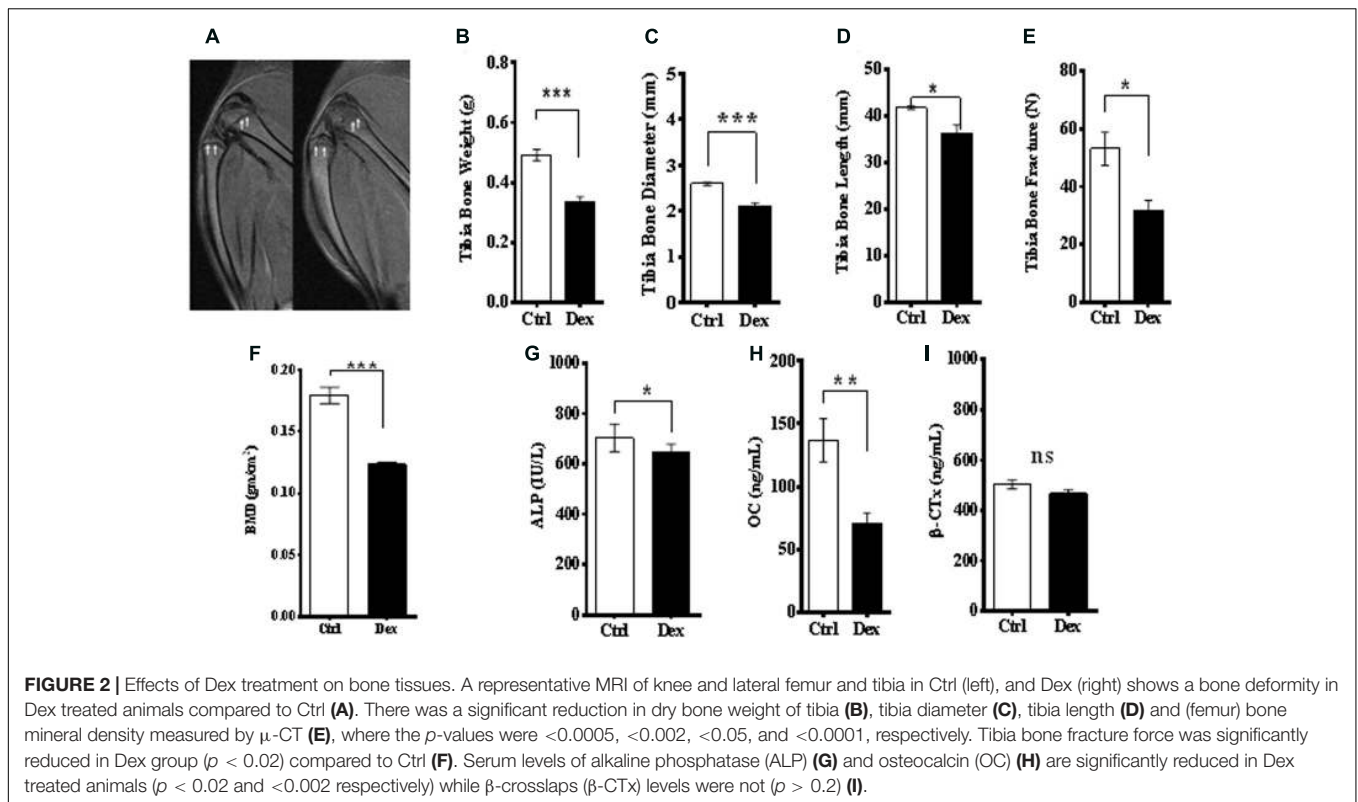 A
B
C
D
E
Tibia Bone Weight (g)
0.8
0.6
0.4
0.2
0.0
***
Ctrl Dex
Tibia Bone Diameter (mm)
6
5
4
3
2
1
0
***
Ctrl Dex
Tibia Bone Length (mm)
50
40
30
20
10
0
*
Ctrl Dex
Tibia Bone Fracture (N)
80
60
40
20
0
*
Ctrl Dex
F
G
H
I
BMD (gm/cm²)
0.20
0.15
0.10
0.05
0.00
***
Ctrl Dex
ALP (IU/L)
1000
800
600
400
200
0
*
Ctrl Dex
OC (ng/mL)
200
150
100
50
0
**
Ctrl Dex
β-CTx (ng/mL)
1000
800
600
400
200
0
ns
Ctrl Dex
FIGURE 2 | Effects of Dex treatment on bone tissues. A representative MRI of knee and lateral femur and tibia in Ctrl (left), and Dex (right) shows a bone deformity in
Dex treated animals compared to Ctrl (A). There was a significant reduction in dry bone weight of tibia (B), tibia diameter (C), tibia length (D) and (femur) bone
mineral density measured by μ-CT (E), where the p-values were <0.0005, <0.002, <0.05, and <0.0001, respectively. Tibia bone fracture force was significantly
reduced in Dex group (p < 0.02) compared to Ctrl (F). Serum levels of alkaline phosphatase (ALP) (G) and osteocalcin (OC) (H) are significantly reduced in Dex
treated animals (p < 0.02 and <0.002 respectively) while β-crosslaps (β-CTx) levels were not (p > 0.2) (I).